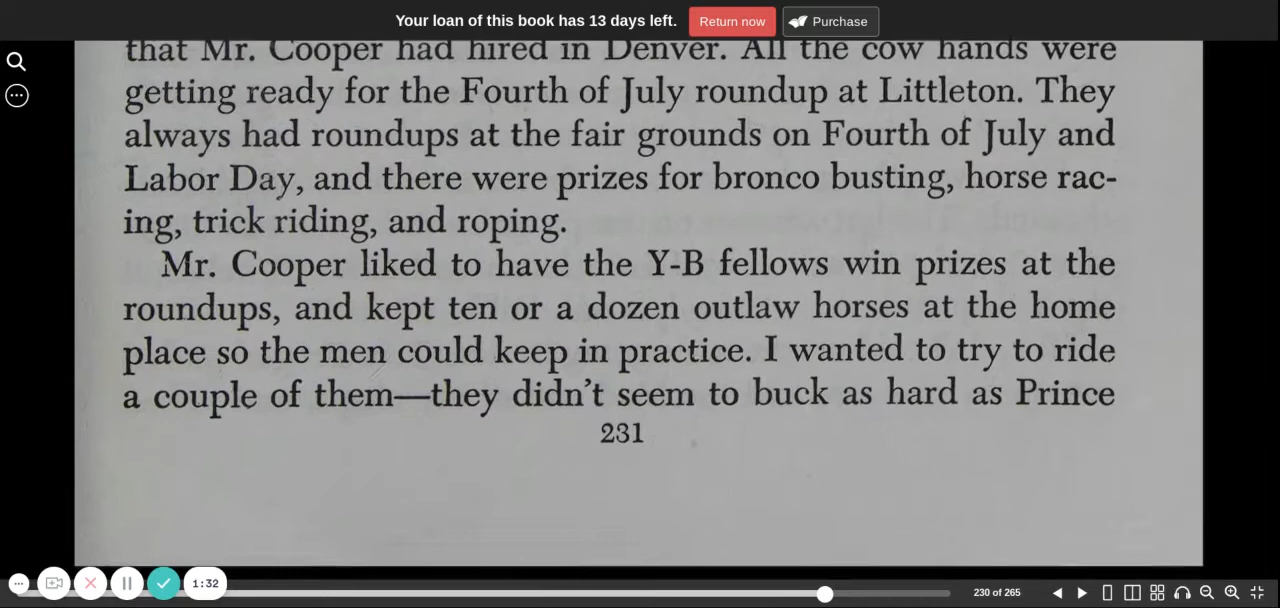 Your loan of this book has 13 days left. Return now Purchase
that Mr. Cooper had hired in Denver. All the cow hands were
getting ready for the Fourth of July roundup at Littleton. They
always had roundups at the fair grounds on Fourth of July and
Labor Day, and there were prizes for bronco busting, horse rac-
ing, trick riding, and roping.
Mr. Cooper liked to have the Y-B fellows win prizes at the
roundups, and kept ten or a dozen outlaw horses at the home
place so the men could keep in practice. I wanted to try to ride
a couple of them—they didn't seem to buck as hard as Prince
231
1:32
230 of 265